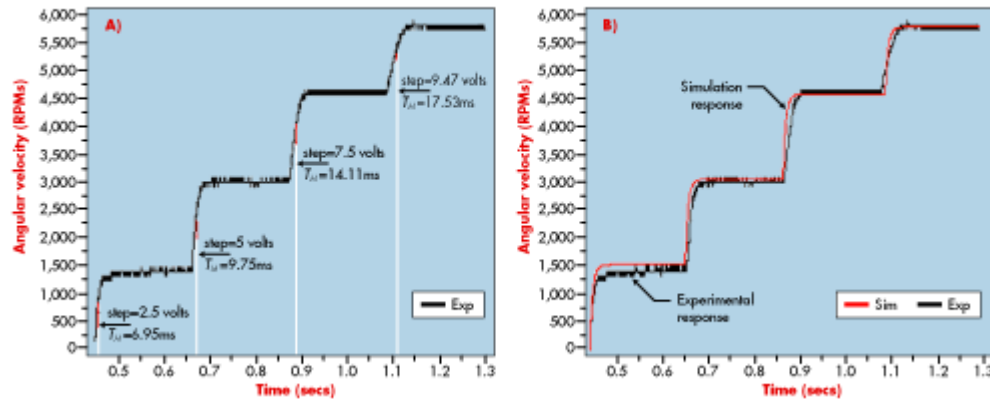 A)
Angular velocity (RPMs)
6,000
5,500
5,000
4,500
4,000
3,500
3,000
2,500
2,000
1,500
1,000
500
0
step=9.47 volts
T_M=17.53ms
step=7.5 volts
T_M=14.11ms
step=5 volts
T_M=9.75ms
step=2.5 volts
T_M=6.95ms
Exp
0.5 0.6 0.7 0.8 0.9 1.0 1.1 1.2 1.3
Time (secs)
B)
Angular velocity (RPMs)
6,000
5,500
5,000
4,500
4,000
3,500
3,000
2,500
2,000
1,500
1,000
500
0
Simulation
response
Experimental
response
Sim Exp
0.5 0.6 0.7 0.8 0.9 1.0 1.1 1.2 1.3
Time (secs)